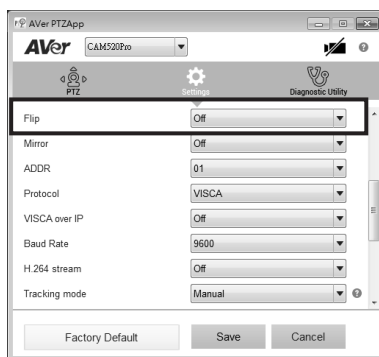 AVer PTZApp
AVer CAM520Pro
PTZ Settings Diagnostic Utility
Flip Off
Mirror Off
ADDR 01
Protocol VISCA
VISCA over IP Off
Baud Rate 9600
H.264 stream Off
Tracking mode Manual
Factory Default Save Cancel